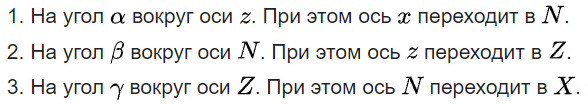 1. На угол α вокруг оси z. При этом ось x переходит в N.
2. На угол β вокруг оси N. При этом ось z переходит в Z.
3. На угол γ вокруг оси Z. При этом ось N переходит в X.